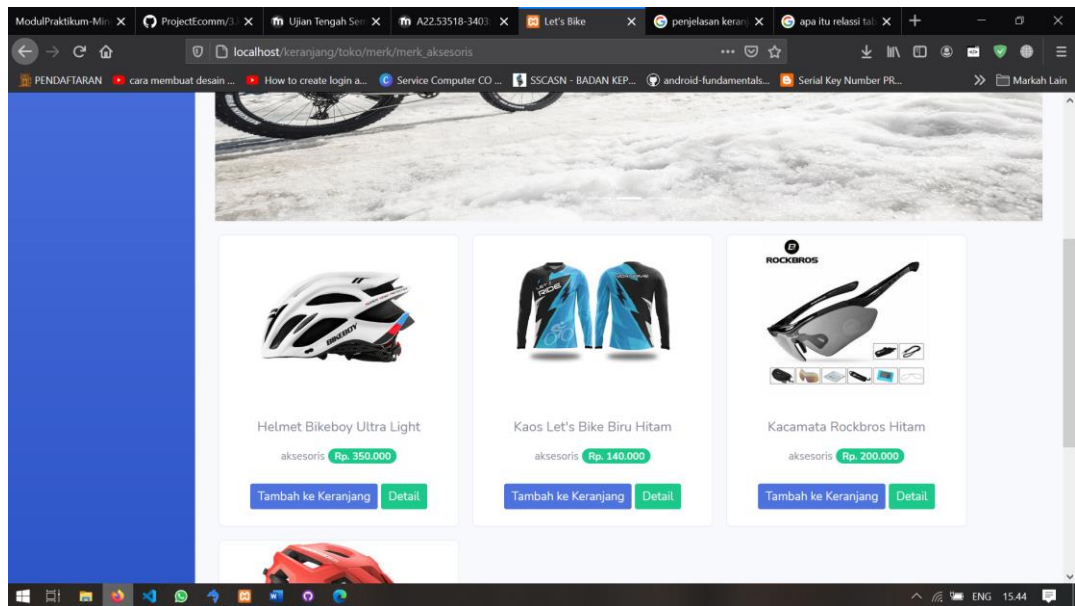 ModulPraktikum-Min
ProjectEcomm/3.
Ujian Tengah Sem
A22.53518-3403
Let's Bike
penjelasan keranj
apa itu relassi tab
localhost/keranjang/toko/merk/merk_aksesoris
PENDAFTARAN
cara membuat desain ...
How to create login a...
Service Computer CO ...
SSCASN - BADAN KEP...
android-fundamentals...
Serial Key Number PR...
Markah Lain
BIKEBOY
LET'S
RIDE
ROCKBROS
Helmet Bikeboy Ultra Light
Kaos Let's Bike Biru Hitam
Kacamata Rockbros Hitam
aksesoris Rp. 350.000
aksesoris Rp. 140.000
aksesoris Rp. 200.000
Tambah ke Keranjang Detail
Tambah ke Keranjang Detail
Tambah ke Keranjang Detail
ENG 15.44